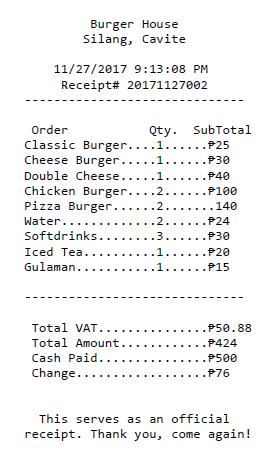 Burger House
Silang, Cavite
11/27/2017 9:13:08 PM
Receipt# 20171127002
------------------------------
Order Qty. SubTotal
Classic Burger....1......₱25
Cheese Burger.....1......₱30
Double Cheese.....1......₱40
Chicken Burger....2......₱100
Pizza Burger......2.......140
Water.............2......₱24
Softdrinks........3......₱30
Iced Tea..........1......₱20
Gulaman...........1......₱15
------------------------------
Total VAT...............₱50.88
Total Amount............₱424
Cash Paid...............₱500
Change..................₱76
This serves as an official
receipt. Thank you, come again!